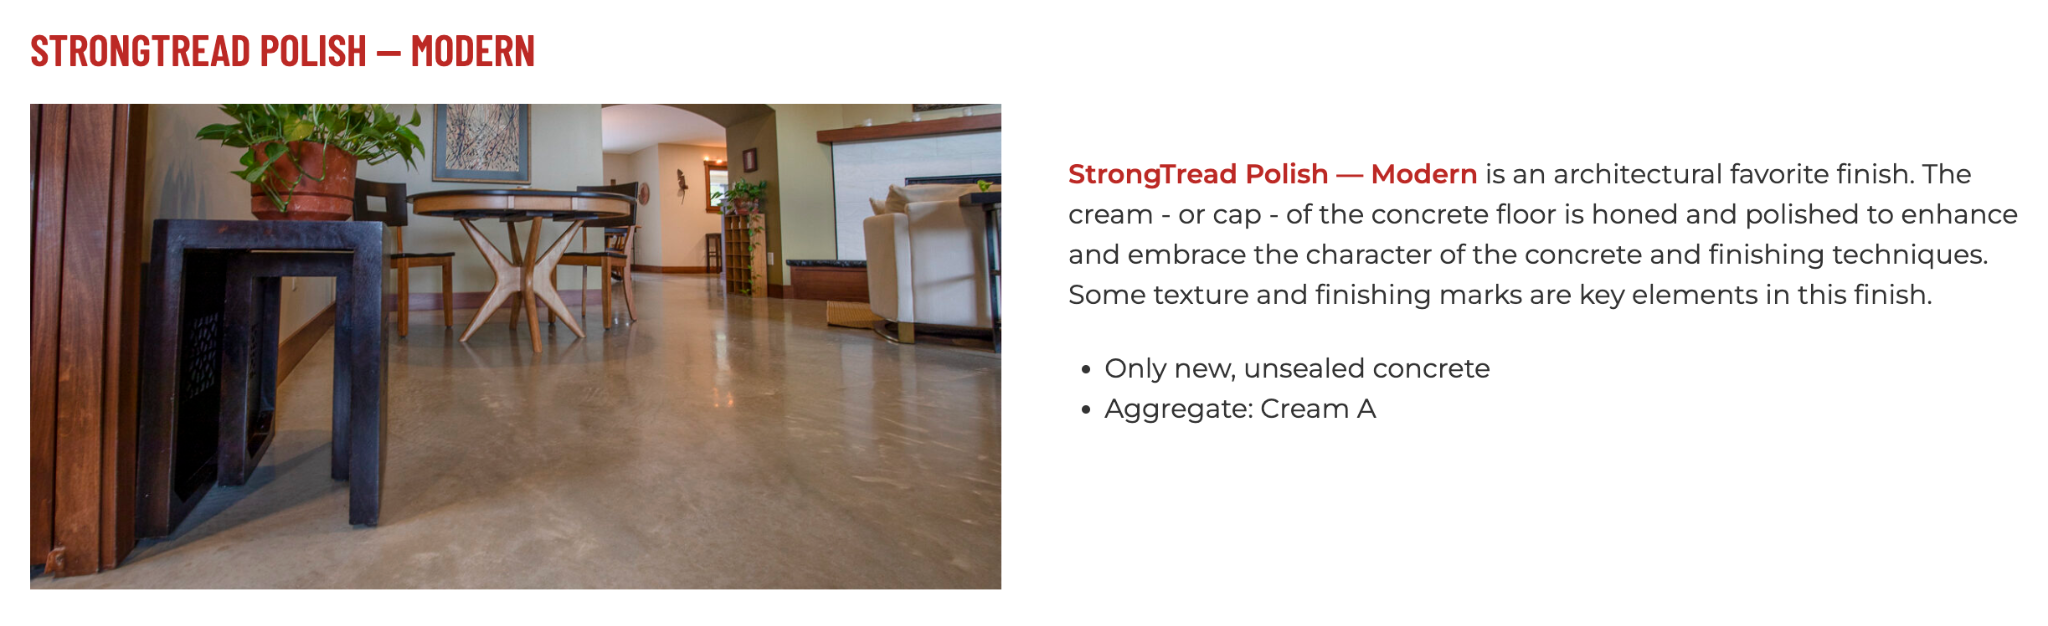 STRONGTREAD POLISH — MODERN
StrongTread Polish — Modern is an architectural favorite finish. The
cream - or cap - of the concrete floor is honed and polished to enhance
and embrace the character of the concrete and finishing techniques.
Some texture and finishing marks are key elements in this finish.
• Only new, unsealed concrete
• Aggregate: Cream A